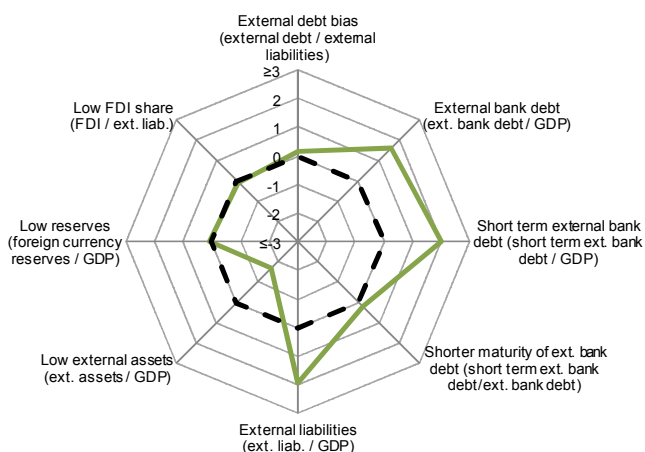 External debt bias
(external debt / external
liabilities)
≥3
2
1
0
-1
-2
≤-3
External bank debt
(ext. bank debt / GDP)
Short term external bank
debt (short term ext. bank
debt / GDP)
Shorter maturity of ext. bank
debt (short term ext. bank
debt/ext. bank debt)
External liabilities
(ext. liab. / GDP)
Low external assets
(ext. assets / GDP)
Low reserves
(foreign currency
reserves / GDP)
Low FDI share
(FDI / ext. liab.)